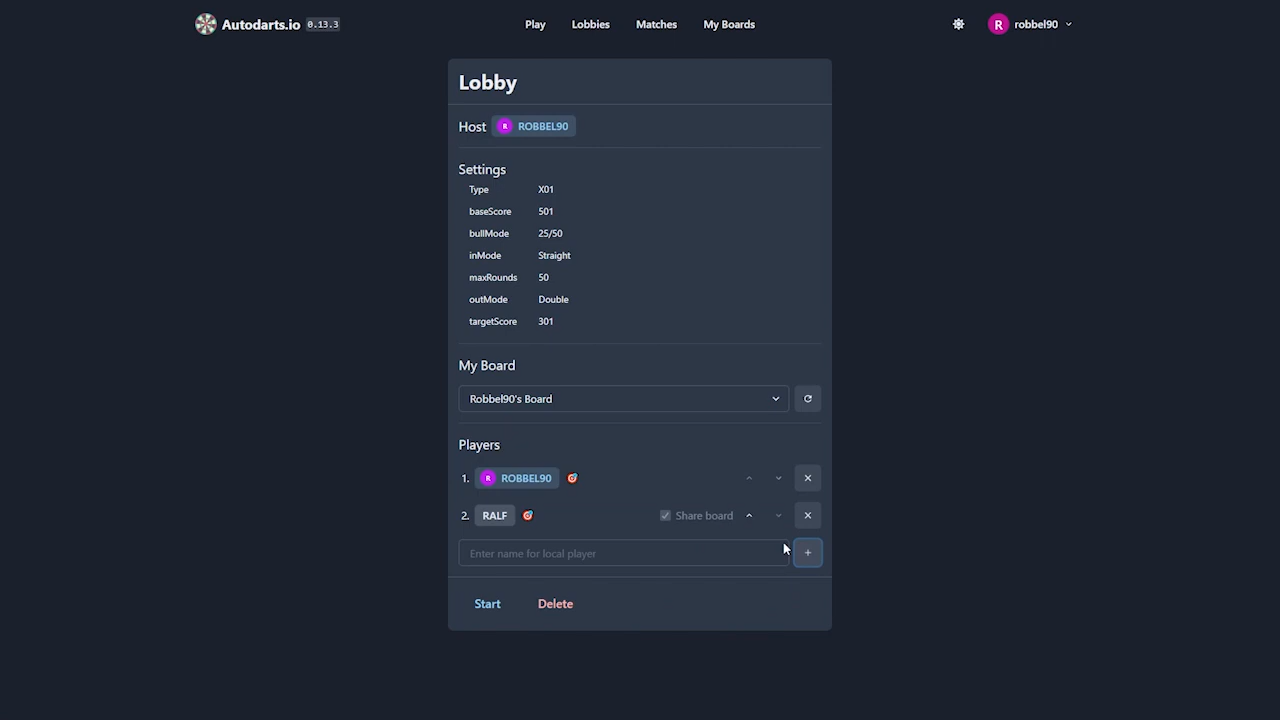 Autodarts.io 0.13.3 Play Lobbies Matches My Boards R robbel90
Lobby
Host R ROBBEL90
Settings
Type X01
baseScore 501
bullMode 25/50
inMode Straight
maxRounds 50
outMode Double
targetScore 301
My Board
Robbel90's Board
Players
1. R ROBBEL90
2. RALF Share board
Enter name for local player
Start Delete